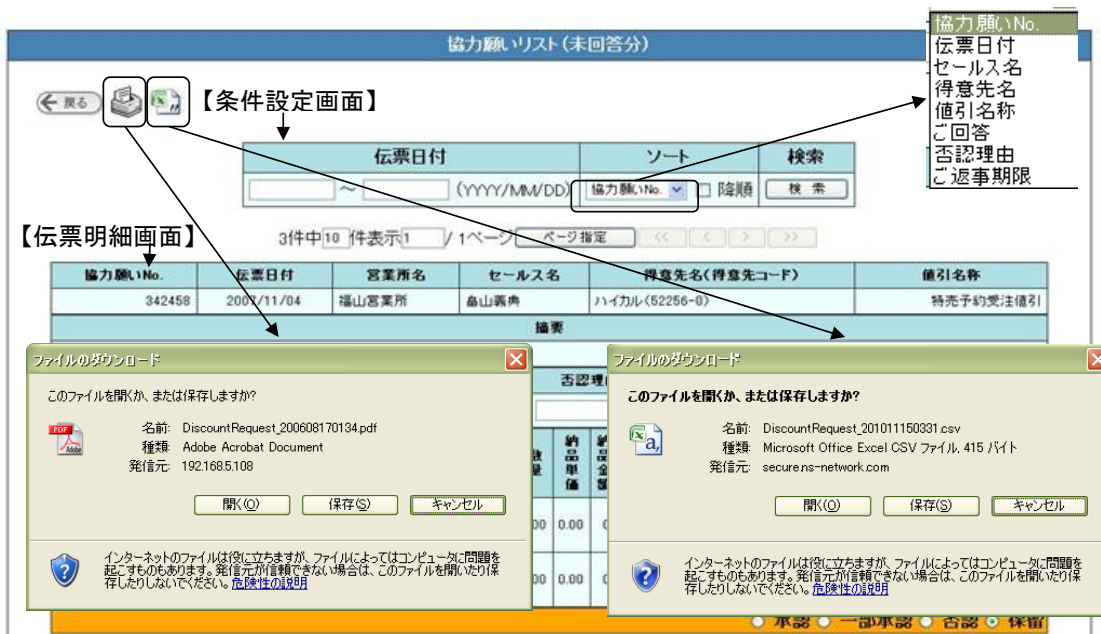 協力願いリスト(未回答分)
協力願いNo.
伝票日付
セールス名
得意先名
値引名称
ご回答
否認理由
ご返事期限
戻る
【条件設定画面】
伝票日付 ソート 検索
～ (YYYY/MM/DD) 協力願いNo. 降順 検 索
【伝票明細画面】
3件中 10 件表示 1 / 1ページ ページ指定 << < > >>
協力願いNo. 伝票日付 営業所名 セールス名 得意先名(得意先コード) 値引名称
342458 2007/11/04 福山営業所 畠山義典 ハイカル(52256-0) 特売予約受注値引
摘要
ファイルのダウンロード
このファイルを開くか、または保存しますか?
名前: DiscountRequest_200608170134.pdf
種類: Adobe Acrobat Document
発信元: 192.168.5.108
開く(O) 保存(S) キャンセル
インターネットのファイルは役に立ちますが、ファイルによってはコンピュータに問題を
起こすものもあります。発信元が信頼できない場合は、このファイルを開いたり保
存したりしないでください。危険性の説明
否認理
納品単価
00 0.00
00 0.00
ファイルのダウンロード
このファイルを開くか、または保存しますか?
名前: DiscountRequest_201011150331.csv
種類: Microsoft Office Excel CSV ファイル, 415 バイト
発信元: secure.ns-network.com
開く(O) 保存(S) キャンセル
インターネットのファイルは役に立ちますが、ファイルによってはコンピュータに問題を
起こすものもあります。発信元が信頼できない場合は、このファイルを開いたり保
存したりしないでください。危険性の説明
承認 一部承認 否認 保留